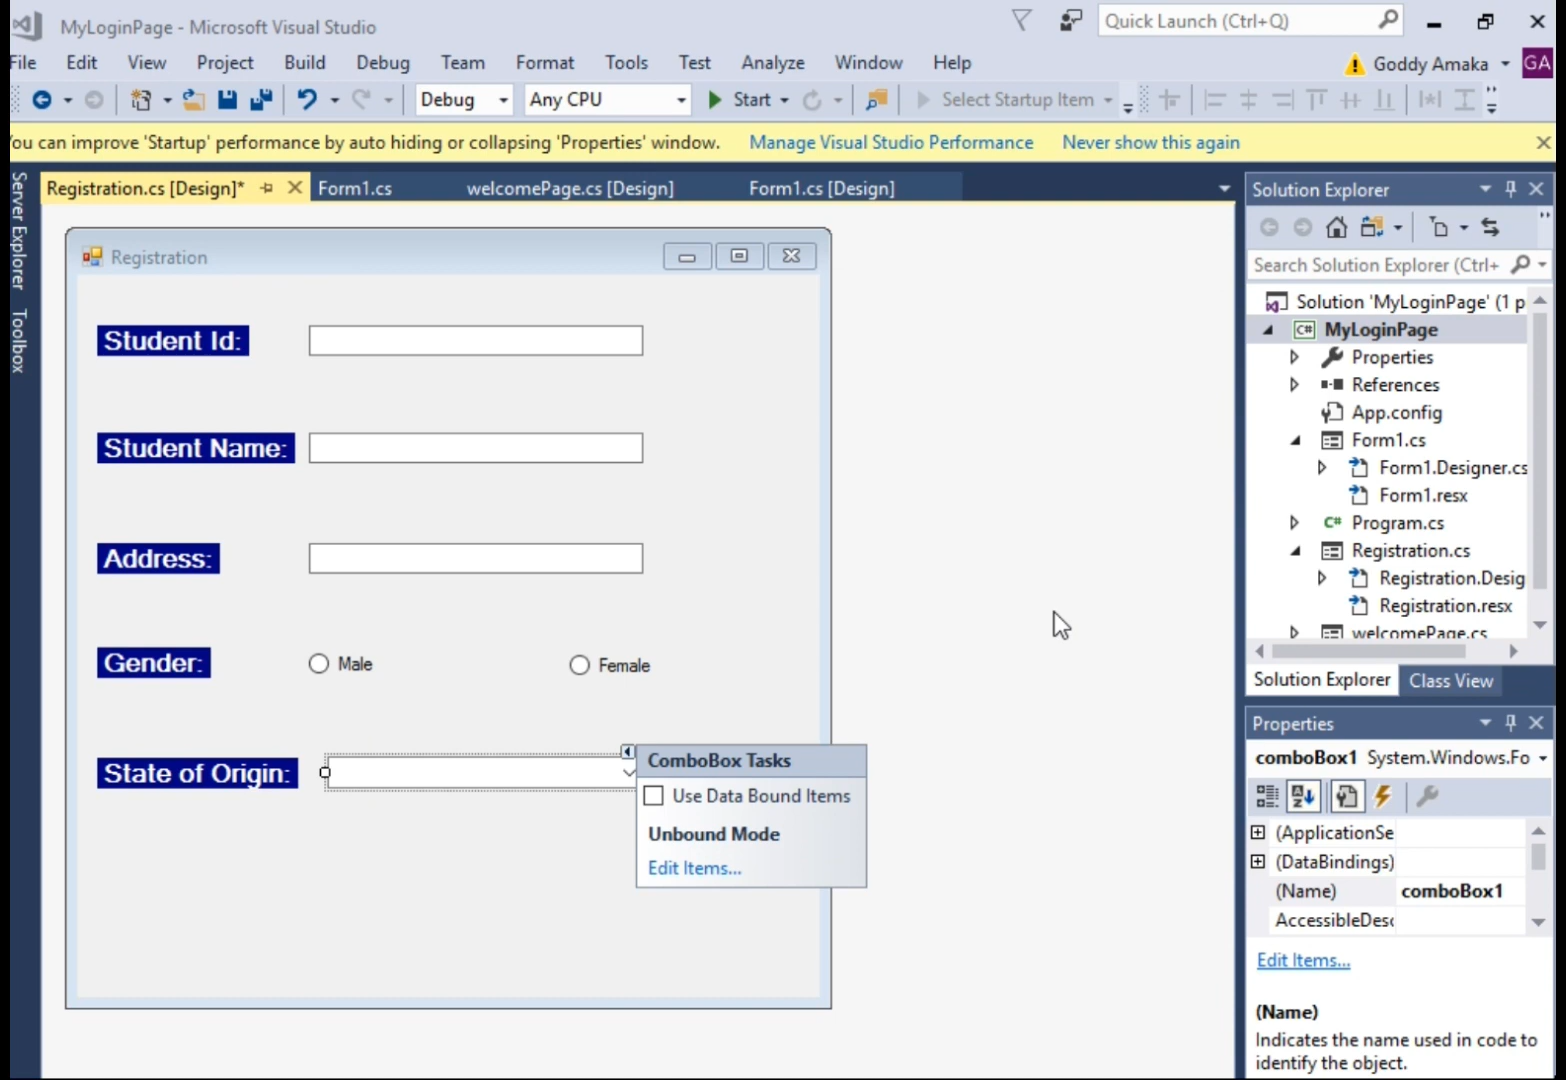 MyLoginPage - Microsoft Visual Studio
Quick Launch (Ctrl+Q)
File Edit View Project Build Debug Team Format Tools Test Analyze Window Help
Goddy Amaka GA
Debug Any CPU Start Select Startup Item
You can improve 'Startup' performance by auto hiding or collapsing 'Properties' window. Manage Visual Studio Performance Never show this again
Server Explorer
Toolbox
Registration.cs [Design]* Form1.cs welcomePage.cs [Design] Form1.cs [Design]
Registration
Student Id:
Student Name:
Address:
Gender: Male Female
State of Origin:
ComboBox Tasks
Use Data Bound Items
Unbound Mode
Edit Items...
Solution Explorer
Search Solution Explorer (Ctrl+
Solution 'MyLoginPage' (1 p
C# MyLoginPage
Properties
References
App.config
Form1.cs
Form1.Designer.cs
Form1.resx
C# Program.cs
Registration.cs
Registration.Desig
Registration.resx
welcomePage.cs
Solution Explorer Class View
Properties
comboBox1 System.Windows.Fo
(ApplicationSe
(DataBindings)
(Name) comboBox1
AccessibleDesc
Edit Items...
(Name)
Indicates the name used in code to
identify the object.